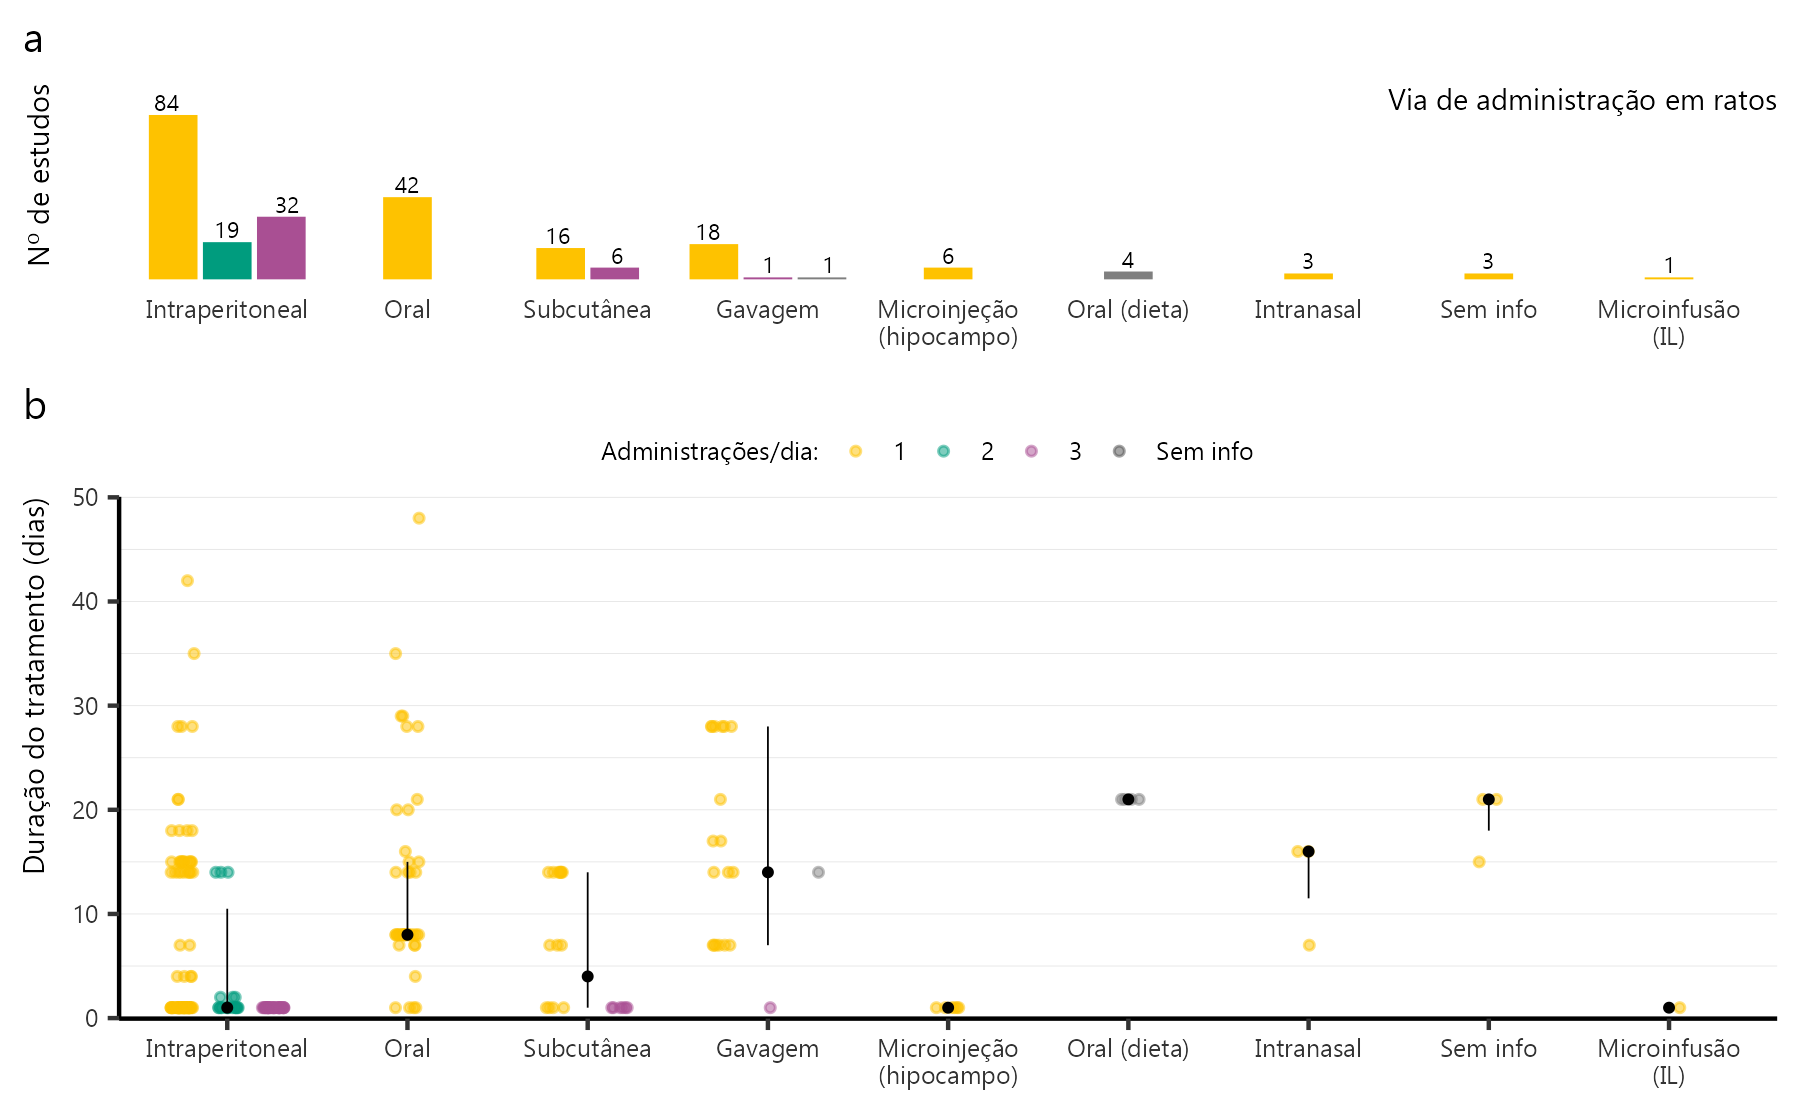 a
Nº de estudos
Via de administração em ratos
84
19
32
42
16
6
18
1
1
6
4
3
3
1
Intraperitoneal
Oral
Subcutânea
Gavagem
Microinjeção
(hipocampo)
Oral (dieta)
Intranasal
Sem info
Microinfusão
(IL)
b
Administrações/dia: 1 2 3 Sem info
Duração do tratamento (dias)
50
40
30
20
10
0
Intraperitoneal
Oral
Subcutânea
Gavagem
Microinjeção
(hipocampo)
Oral (dieta)
Intranasal
Sem info
Microinfusão
(IL)